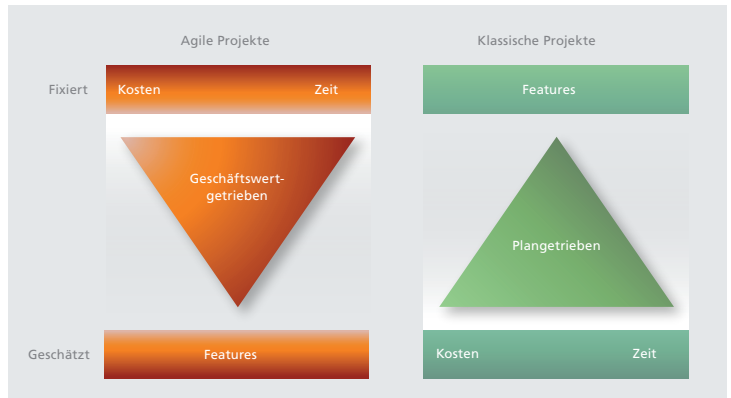 Agile Projekte
Klassische Projekte
Fixiert
Kosten Zeit
Features
Geschäftswert-
getrieben
Plangetrieben
Geschätzt
Features
Kosten Zeit